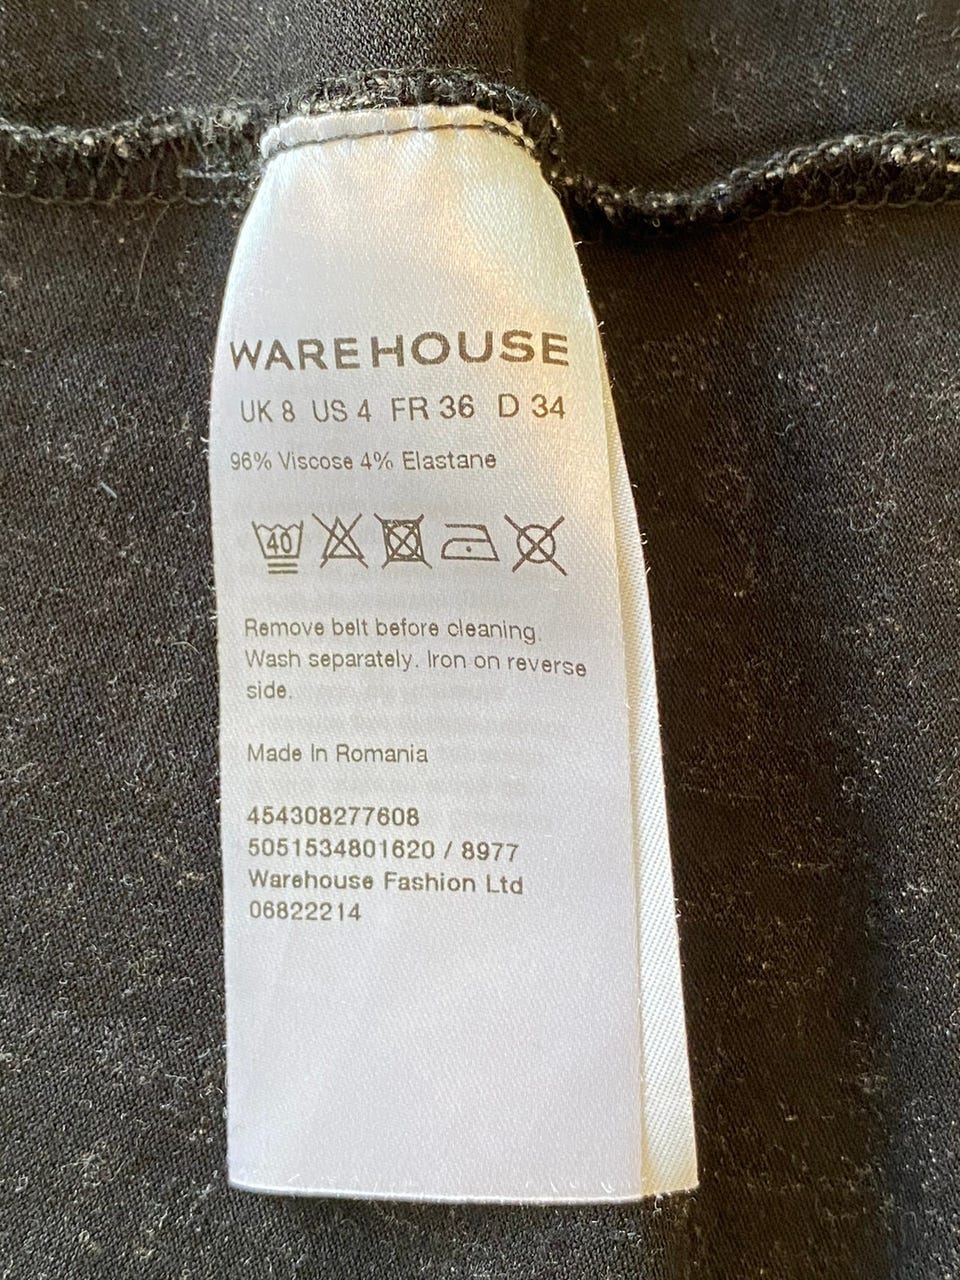 WAREHOUSE
UK 8 US 4 FR 36 D 34
96% Viscose 4% Elastane
40
Remove belt before cleaning.
Wash separately. Iron on reverse
side.
Made In Romania
454308277608
5051534801620 / 8977
Warehouse Fashion Ltd
06822214